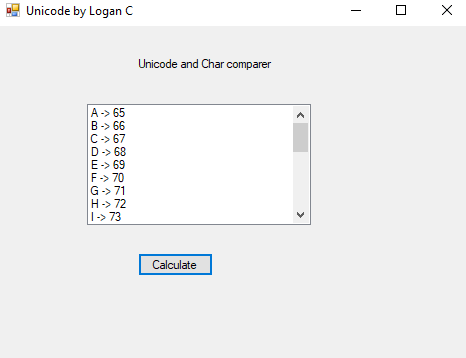 Unicode by Logan C
Unicode and Char comparer
A -> 65
B -> 66
C -> 67
D -> 68
E -> 69
F -> 70
G -> 71
H -> 72
I -> 73
Calculate